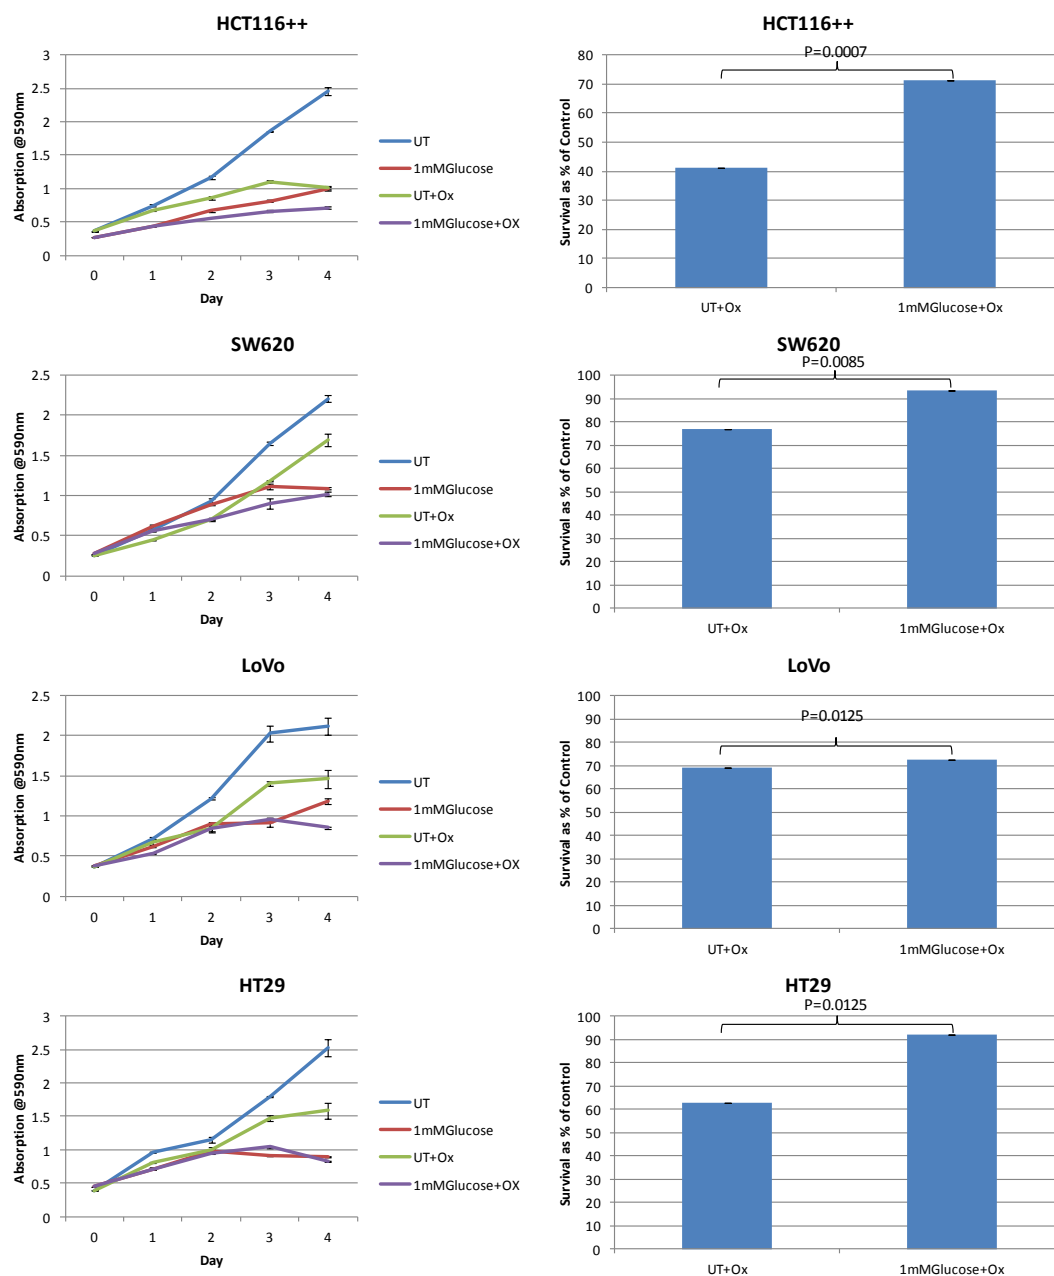 HCT116++
3
2.5
2
1.5
1
0.5
0
Absorption @590nm
0 1 2 3 4
Day
UT
1mMGlucose
UT+Ox
1mMGlucose+OX
HCT116++
P=0.0007
80
70
60
50
40
30
20
10
0
Survival as % of Control
UT+Ox 1mMGlucose+Ox
SW620
2.5
2
1.5
1
0.5
0
Absorption @590nm
0 1 2 3 4
Day
UT
1mMGlucose
UT+Ox
1mMGlucose+OX
SW620
P=0.0085
100
90
80
70
60
50
40
30
20
10
0
Survival as % of Control
UT+Ox 1mMGlucose+Ox
LoVo
2.5
2
1.5
1
0.5
0
Absorption @590nm
0 1 2 3 4
Day
UT
1mMGlucose
UT+Ox
1mMGlucose+OX
LoVo
P=0.0125
100
90
80
70
60
50
40
30
20
10
0
Survival as % of Control
UT+Ox 1mMGlucose+Ox
HT29
3
2.5
2
1.5
1
0.5
0
Absorption @590nm
0 1 2 3 4
Day
UT
1mMGlucose
UT+Ox
1mMGlucose+OX
HT29
P=0.0125
100
90
80
70
60
50
40
30
20
10
0
Survival as % of control
UT+Ox 1mMGlucose+Ox